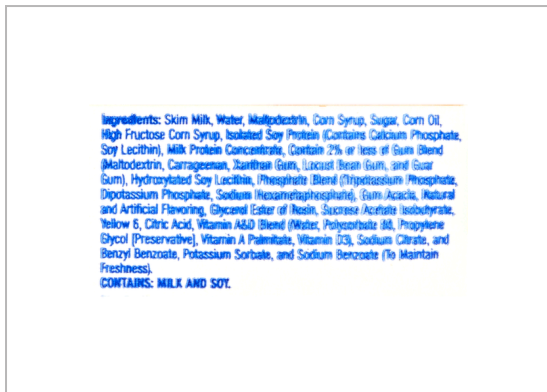 Ingredients: Skim Milk, Water, Maltodextrin, Corn Syrup, Sugar, Corn Oil,
High Fructose Corn Syrup, Isolated Soy Protein (Contains Calcium Phosphate,
Soy Lecithin), Milk Protein Concentrate, Contain 2% or less of Gum Blend
(Maltodextrin, Carrageenan, Xanthan Gum, Locust Bean Gum, and Guar
Gum), Hydroxylated Soy Lecithin, Phosphate Blend (Tripotassium Phosphate,
Dipotassium Phosphate, Sodium Hexametaphosphate), Gum Acacia, Natural
and Artificial Flavoring, Glycerol Ester of Rosin, Sucrose Acetate Isobutyrate,
Yellow 6, Citric Acid, Vitamin A&D Blend (Water, Polysorbate 80, Propylene
Glycol [Preservative], Vitamin A Palmitate, Vitamin D3), Sodium Citrate, and
Benzyl Benzoate, Potassium Sorbate, and Sodium Benzoate (To Maintain
Freshness).
CONTAINS: MILK AND SOY.